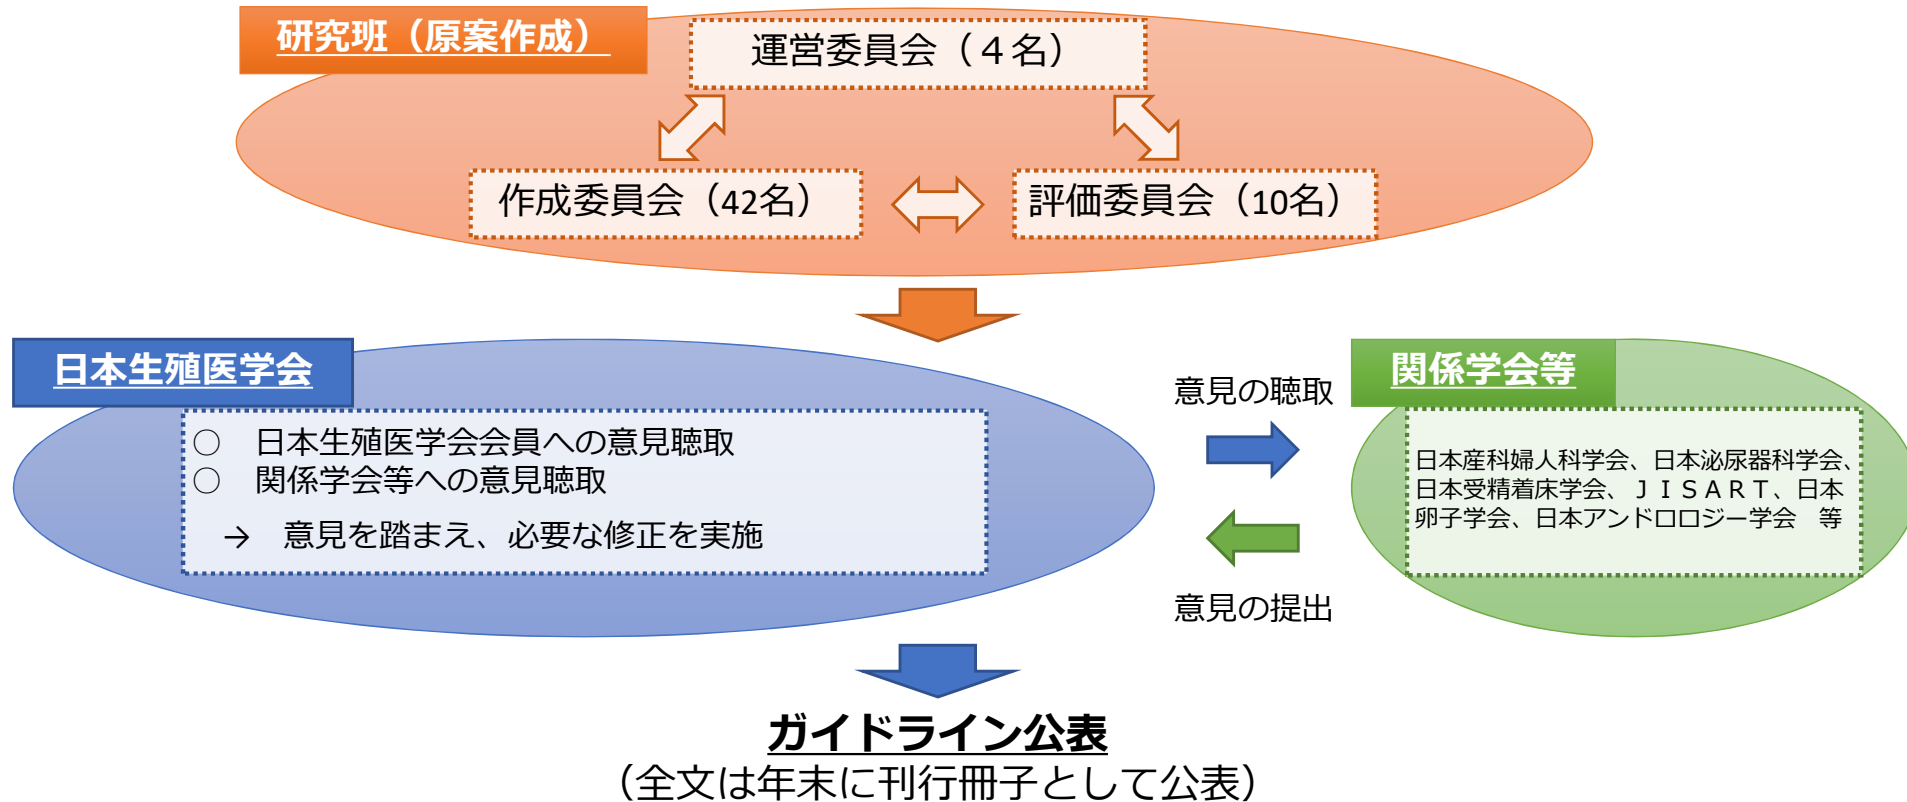 研究班（原案作成）
運営委員会（４名）
作成委員会（42名）
評価委員会（10名）
日本生殖医学会
○　日本生殖医学会会員への意見聴取
○　関係学会等への意見聴取
→　意見を踏まえ、必要な修正を実施
意見の聴取
意見の提出
関係学会等
日本産科婦人科学会、日本泌尿器科学会、
日本受精着床学会、ＪＩＳＡＲＴ、日本
卵子学会、日本アンドロロジー学会　等
ガイドライン公表
（全文は年末に刊行冊子として公表）